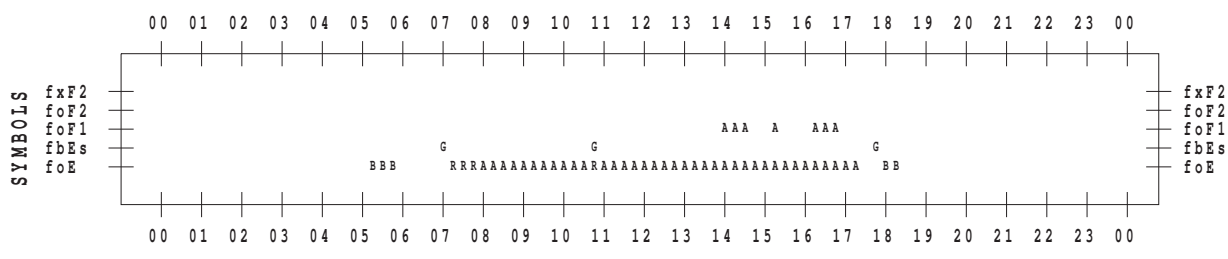 00 01 02 03 04 05 06 07 08 09 10 11 12 13 14 15 16 17 18 19 20 21 22 23 00
SYMBOLS
fxF2 fxF2
foF2 foF2
foF1 AAA A AAA foF1
fbEs G G G fbEs
foE BBB RRRAAAAAAAAAAARAAAAAAAAAAAAAAAAAAAAAAAAAA BB foE
00 01 02 03 04 05 06 07 08 09 10 11 12 13 14 15 16 17 18 19 20 21 22 23 00